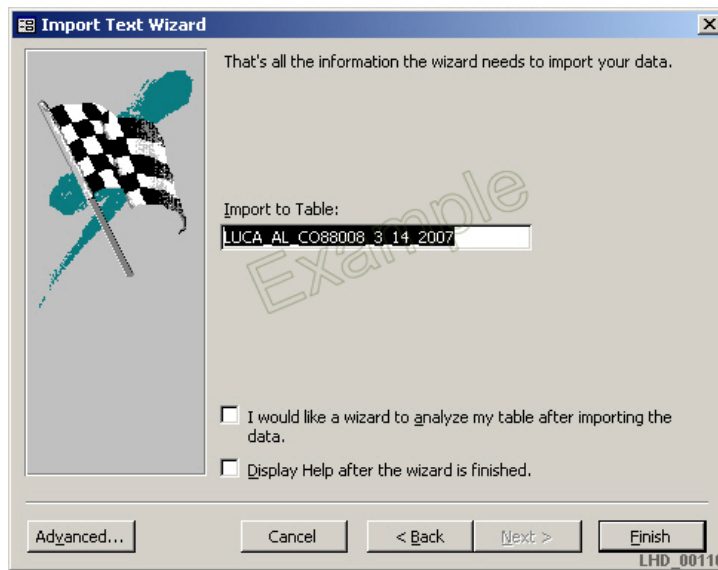 Import Text Wizard
That's all the information the wizard needs to import your data.
Import to Table:
LUCA_AL_CO88008_3_14_2007
Example
I would like a wizard to analyze my table after importing the
data.
Display Help after the wizard is finished.
Advanced...
Cancel
< Back
Next >
Finish